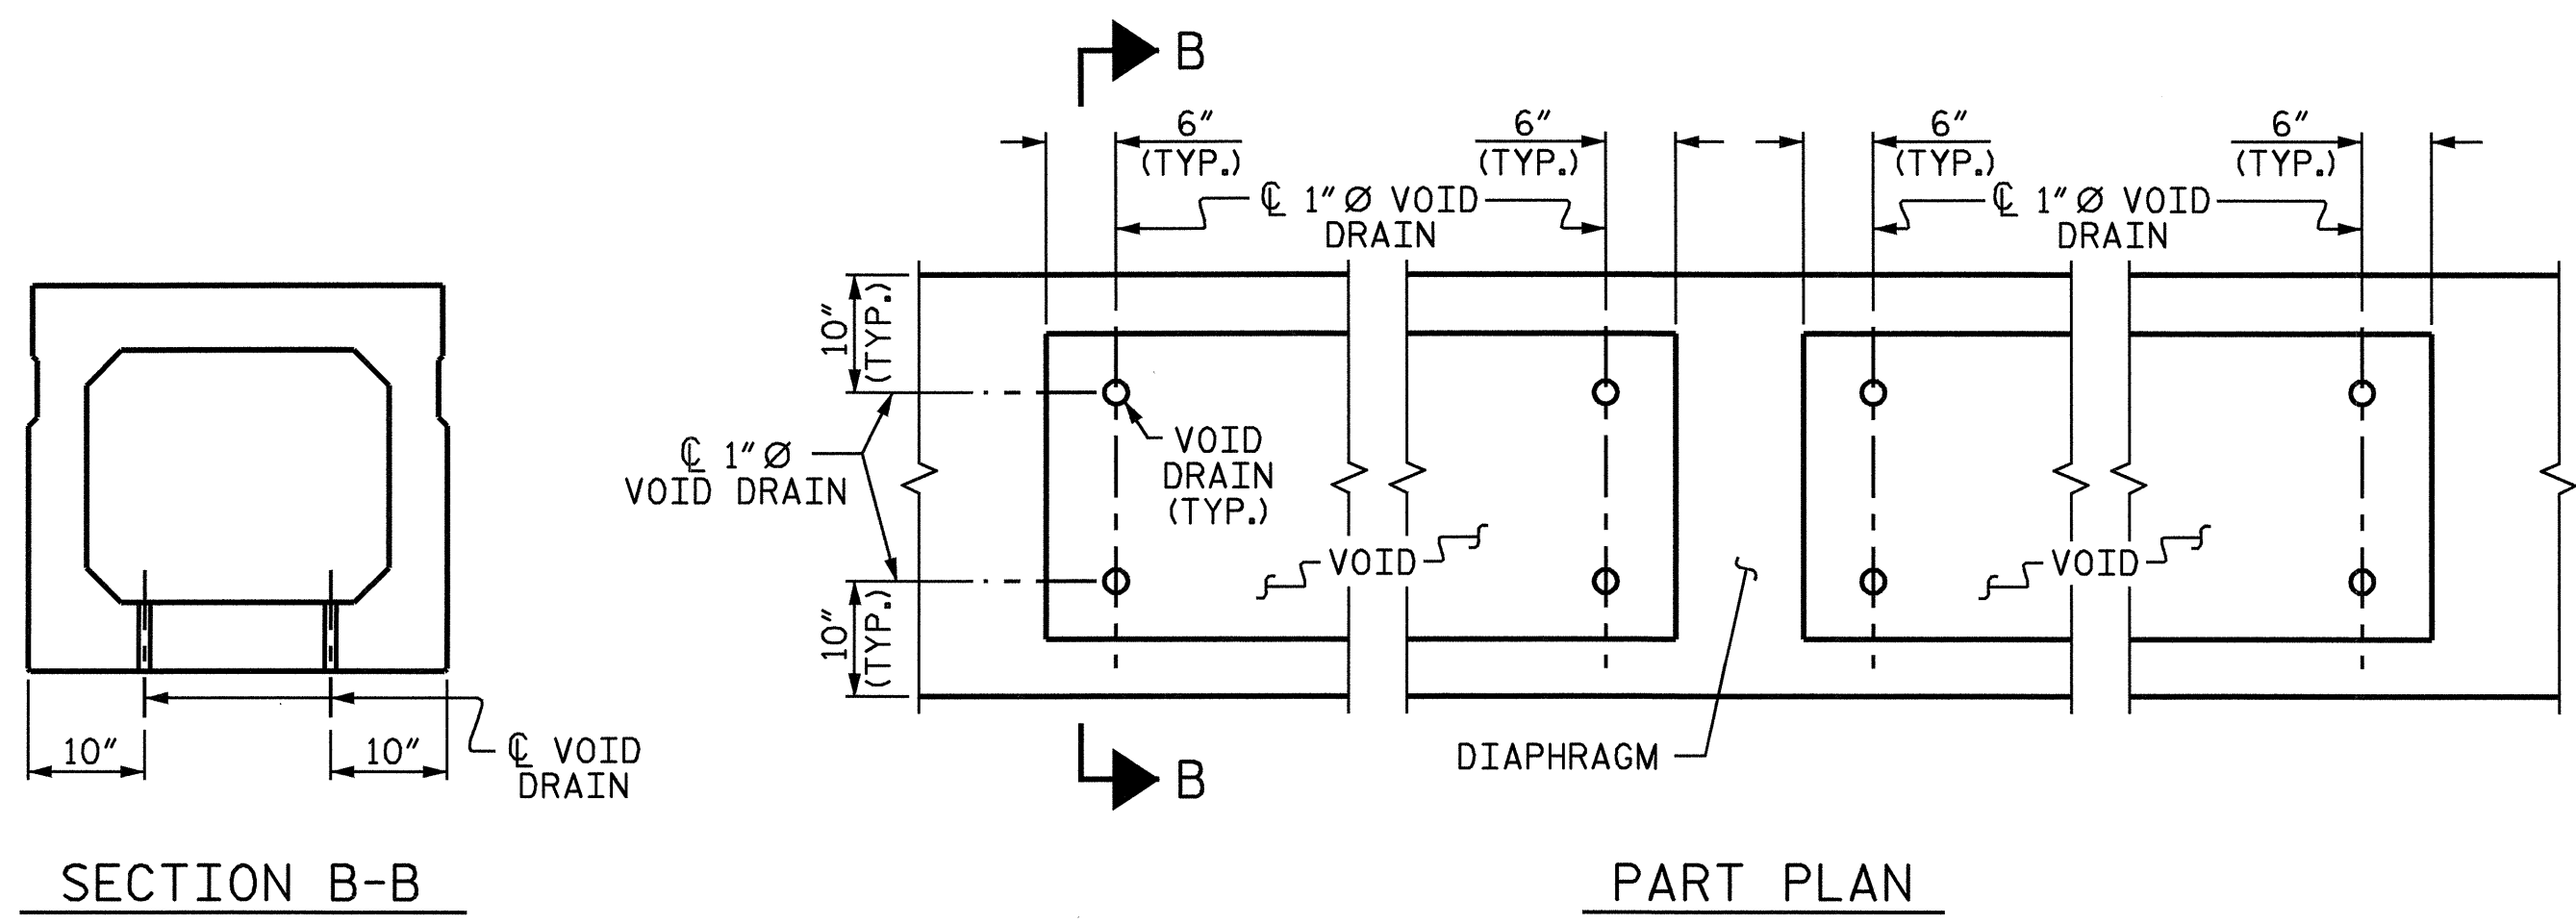 B
6"
(TYP.)
6"
(TYP.)
6"
(TYP.)
6"
(TYP.)
℄ 1" Ø VOID
DRAIN
℄ 1" Ø VOID
DRAIN
10"
(TYP.)
℄ 1" Ø
VOID DRAIN
VOID
DRAIN
(TYP.)
VOID
VOID
10"
(TYP.)
10"
10"
℄ VOID
DRAIN
DIAPHRAGM
B
SECTION B-B
PART PLAN